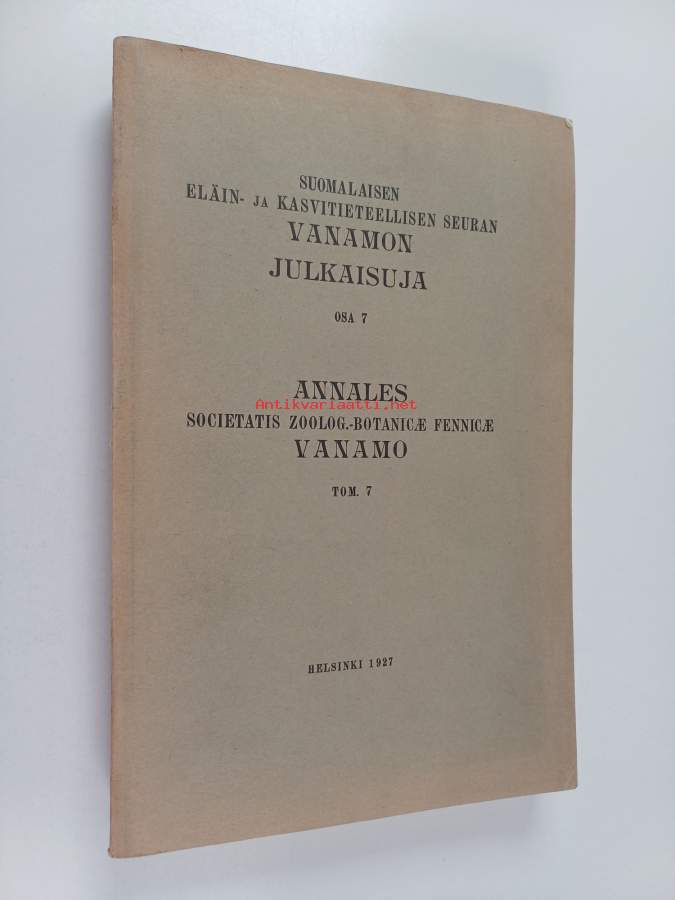 SUOMALAISEN
ELÄIN- JA KASVITIETEELLISEN SEURAN
VANAMON
JULKAISUJA
OSA 7
ANNALES
Antikvariaatti.net
SOCIETATIS ZOOLOG.-BOTANICÆ FENNICÆ
VANAMO
TOM. 7
HELSINKI 1927